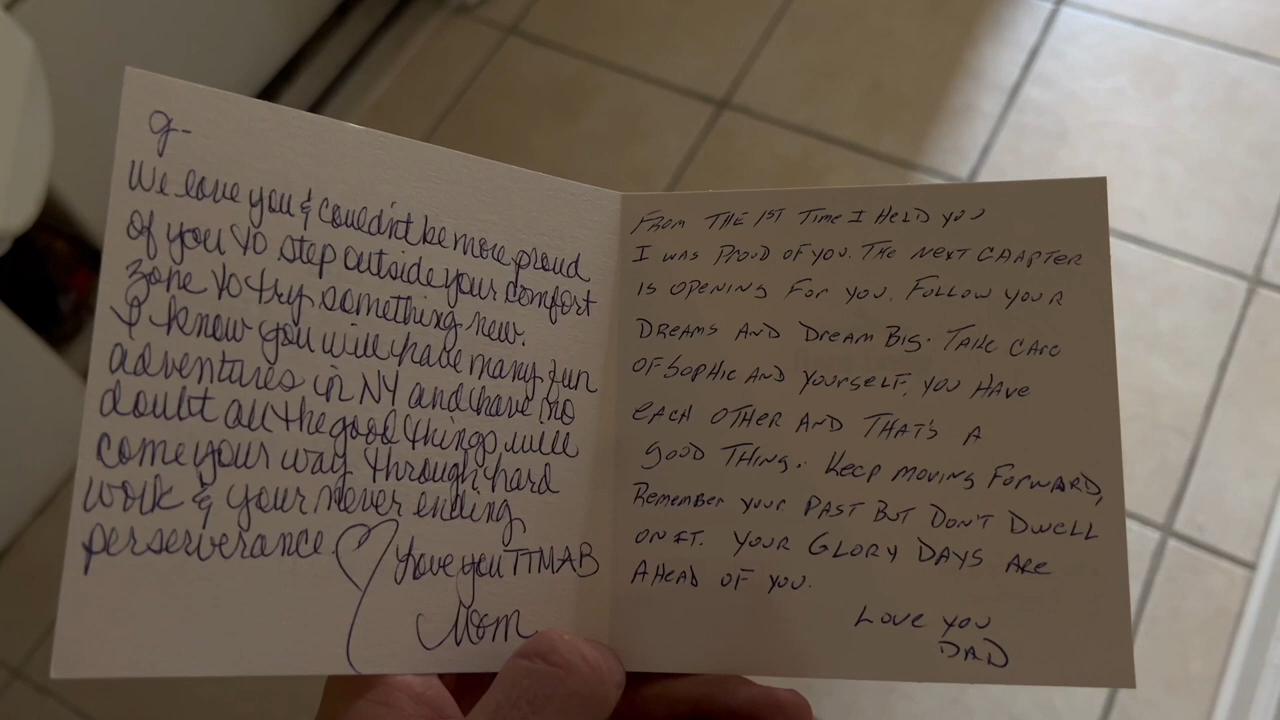 g-
We love you & couldn't be more proud
of you to step outside your comfort
zone to try something new.
I know you will have many fun
adventures in NY and have no
doubt all the good things will
come your way through hard
work & your never ending
perserverance.
Love you TTMAB
Mom
FROM THE 1ST TIME I HELD YOU
I WAS PROUD OF YOU. THE NEXT CHAPTER
IS OPENING FOR YOU. FOLLOW YOUR
DREAMS AND DREAM BIG. TAKE CARE
OF SOPHIE AND YOURSELF. YOU HAVE
EACH OTHER AND THAT'S A
GOOD THING. KEEP MOVING FORWARD,
REMEMBER YOUR PAST BUT DON'T DWELL
ON IT. YOUR GLORY DAYS ARE
AHEAD OF YOU.
LOVE YOU
DAD